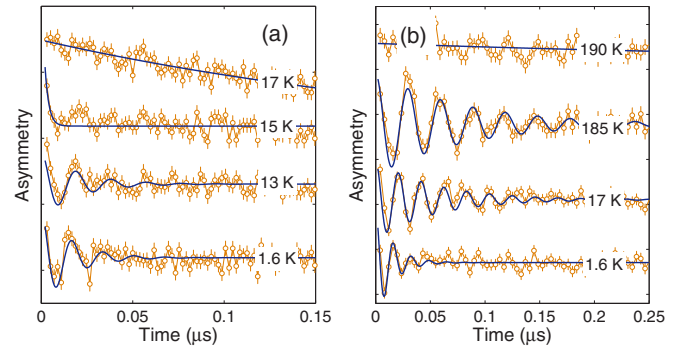 (a)
17 K
15 K
13 K
1.6 K
Asymmetry
0
0.05
0.1
0.15
Time (μs)
(b)
190 K
185 K
17 K
1.6 K
Asymmetry
0
0.05
0.1
0.15
0.2
0.25
Time (μs)